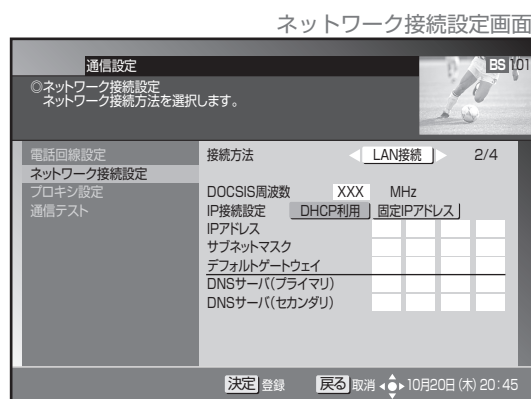 ネットワーク接続設定画面
通信設定
BS 101
◎ネットワーク接続設定
ネットワーク接続方法を選択します。
電話回線設定
ネットワーク接続設定
プロキシ設定
通信テスト
接続方法 LAN接続 2/4
DOCSIS周波数 XXX MHz
IP接続設定 DHCP利用 固定IPアドレス
IPアドレス
サブネットマスク
デフォルトゲートウェイ
DNSサーバ(プライマリ)
DNSサーバ(セカンダリ)
決定 登録 戻る 取消 10月20日(木) 20:45